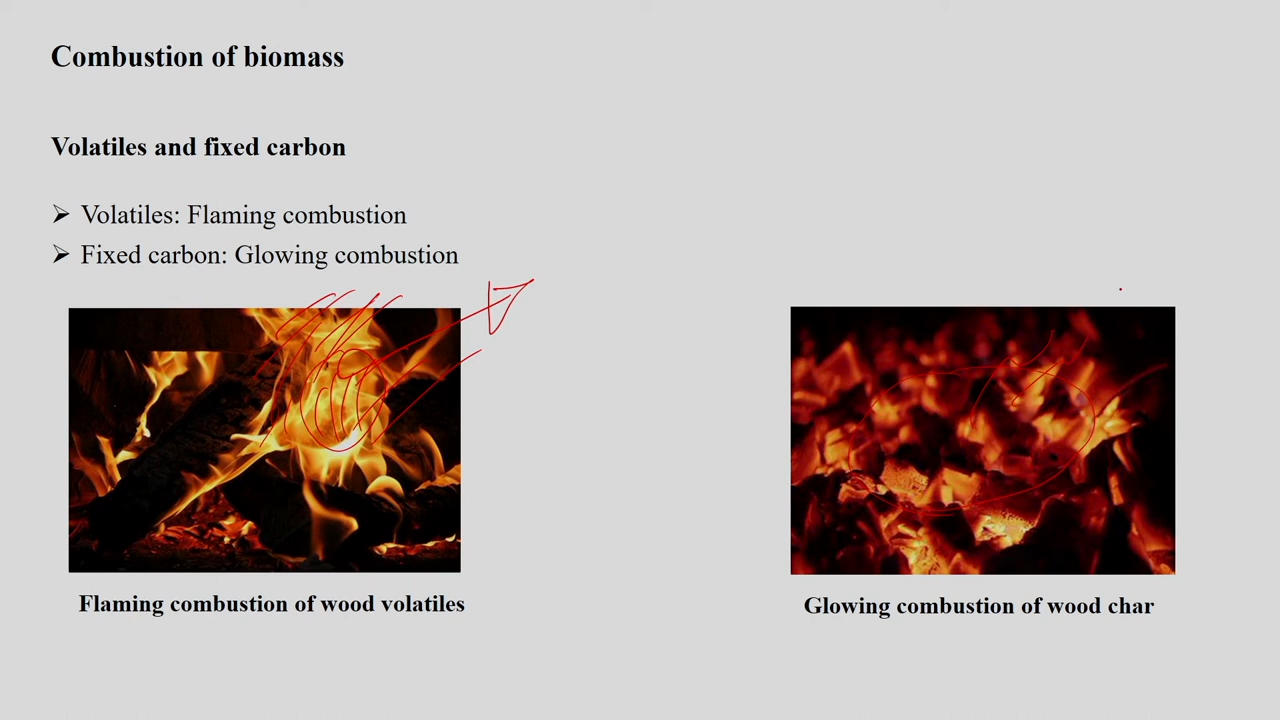 Combustion of biomass
Volatiles and fixed carbon
➢ Volatiles: Flaming combustion
➢ Fixed carbon: Glowing combustion
Flaming combustion of wood volatiles
Glowing combustion of wood char